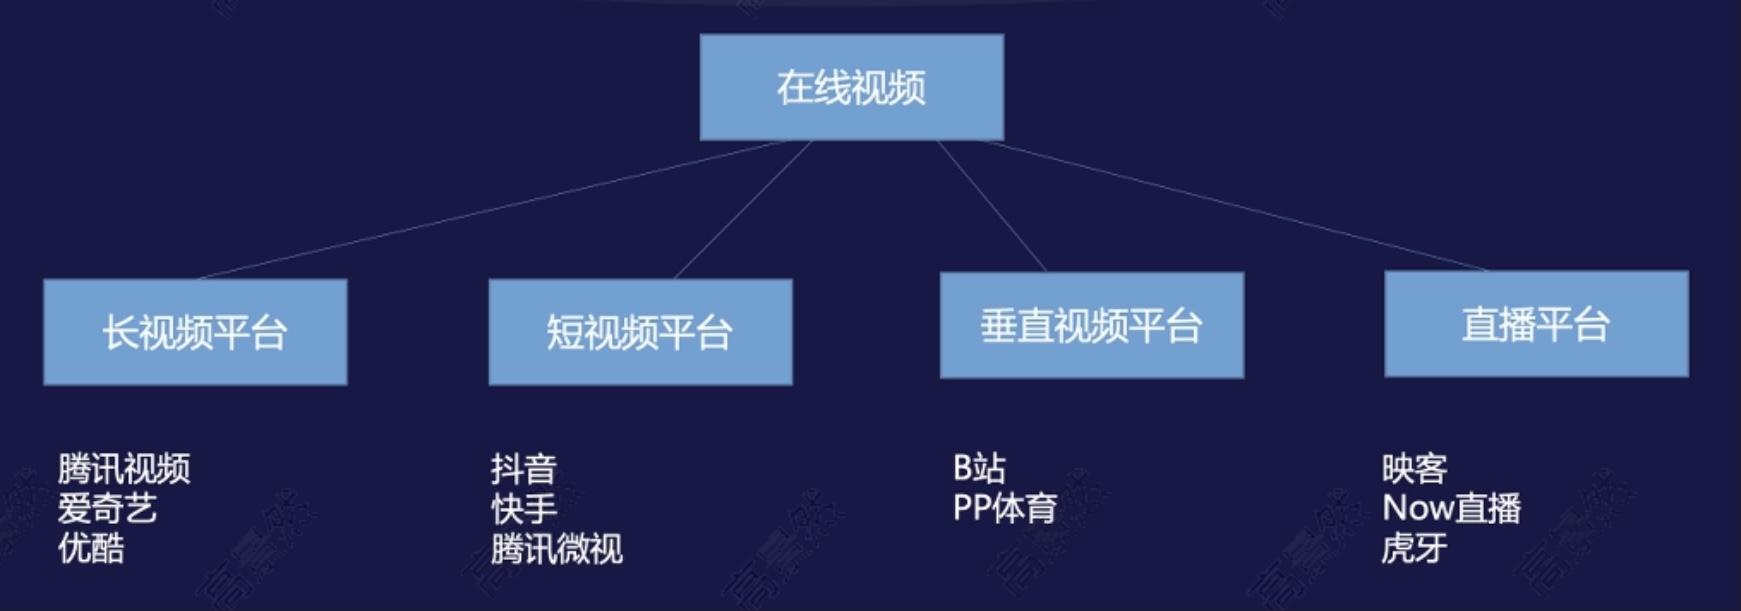 在线视频
长视频平台
短视频平台
垂直视频平台
直播平台
腾讯视频
爱奇艺
优酷
抖音
快手
腾讯微视
B站
PP体育
映客
Now直播
虎牙